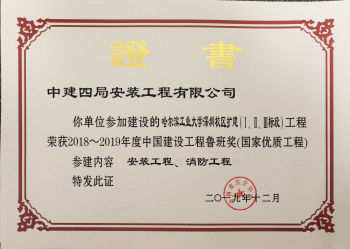 證 書
中建四局安装工程有限公司
你单位参加建设的哈尔滨工业大学深圳校区扩建(Ⅰ、Ⅱ、Ⅲ标段)工程
荣获2018～2019年度中国建设工程鲁班奖(国家优质工程)
参建内容 安装工程、消防工程
特发此证
二〇一九年十二月